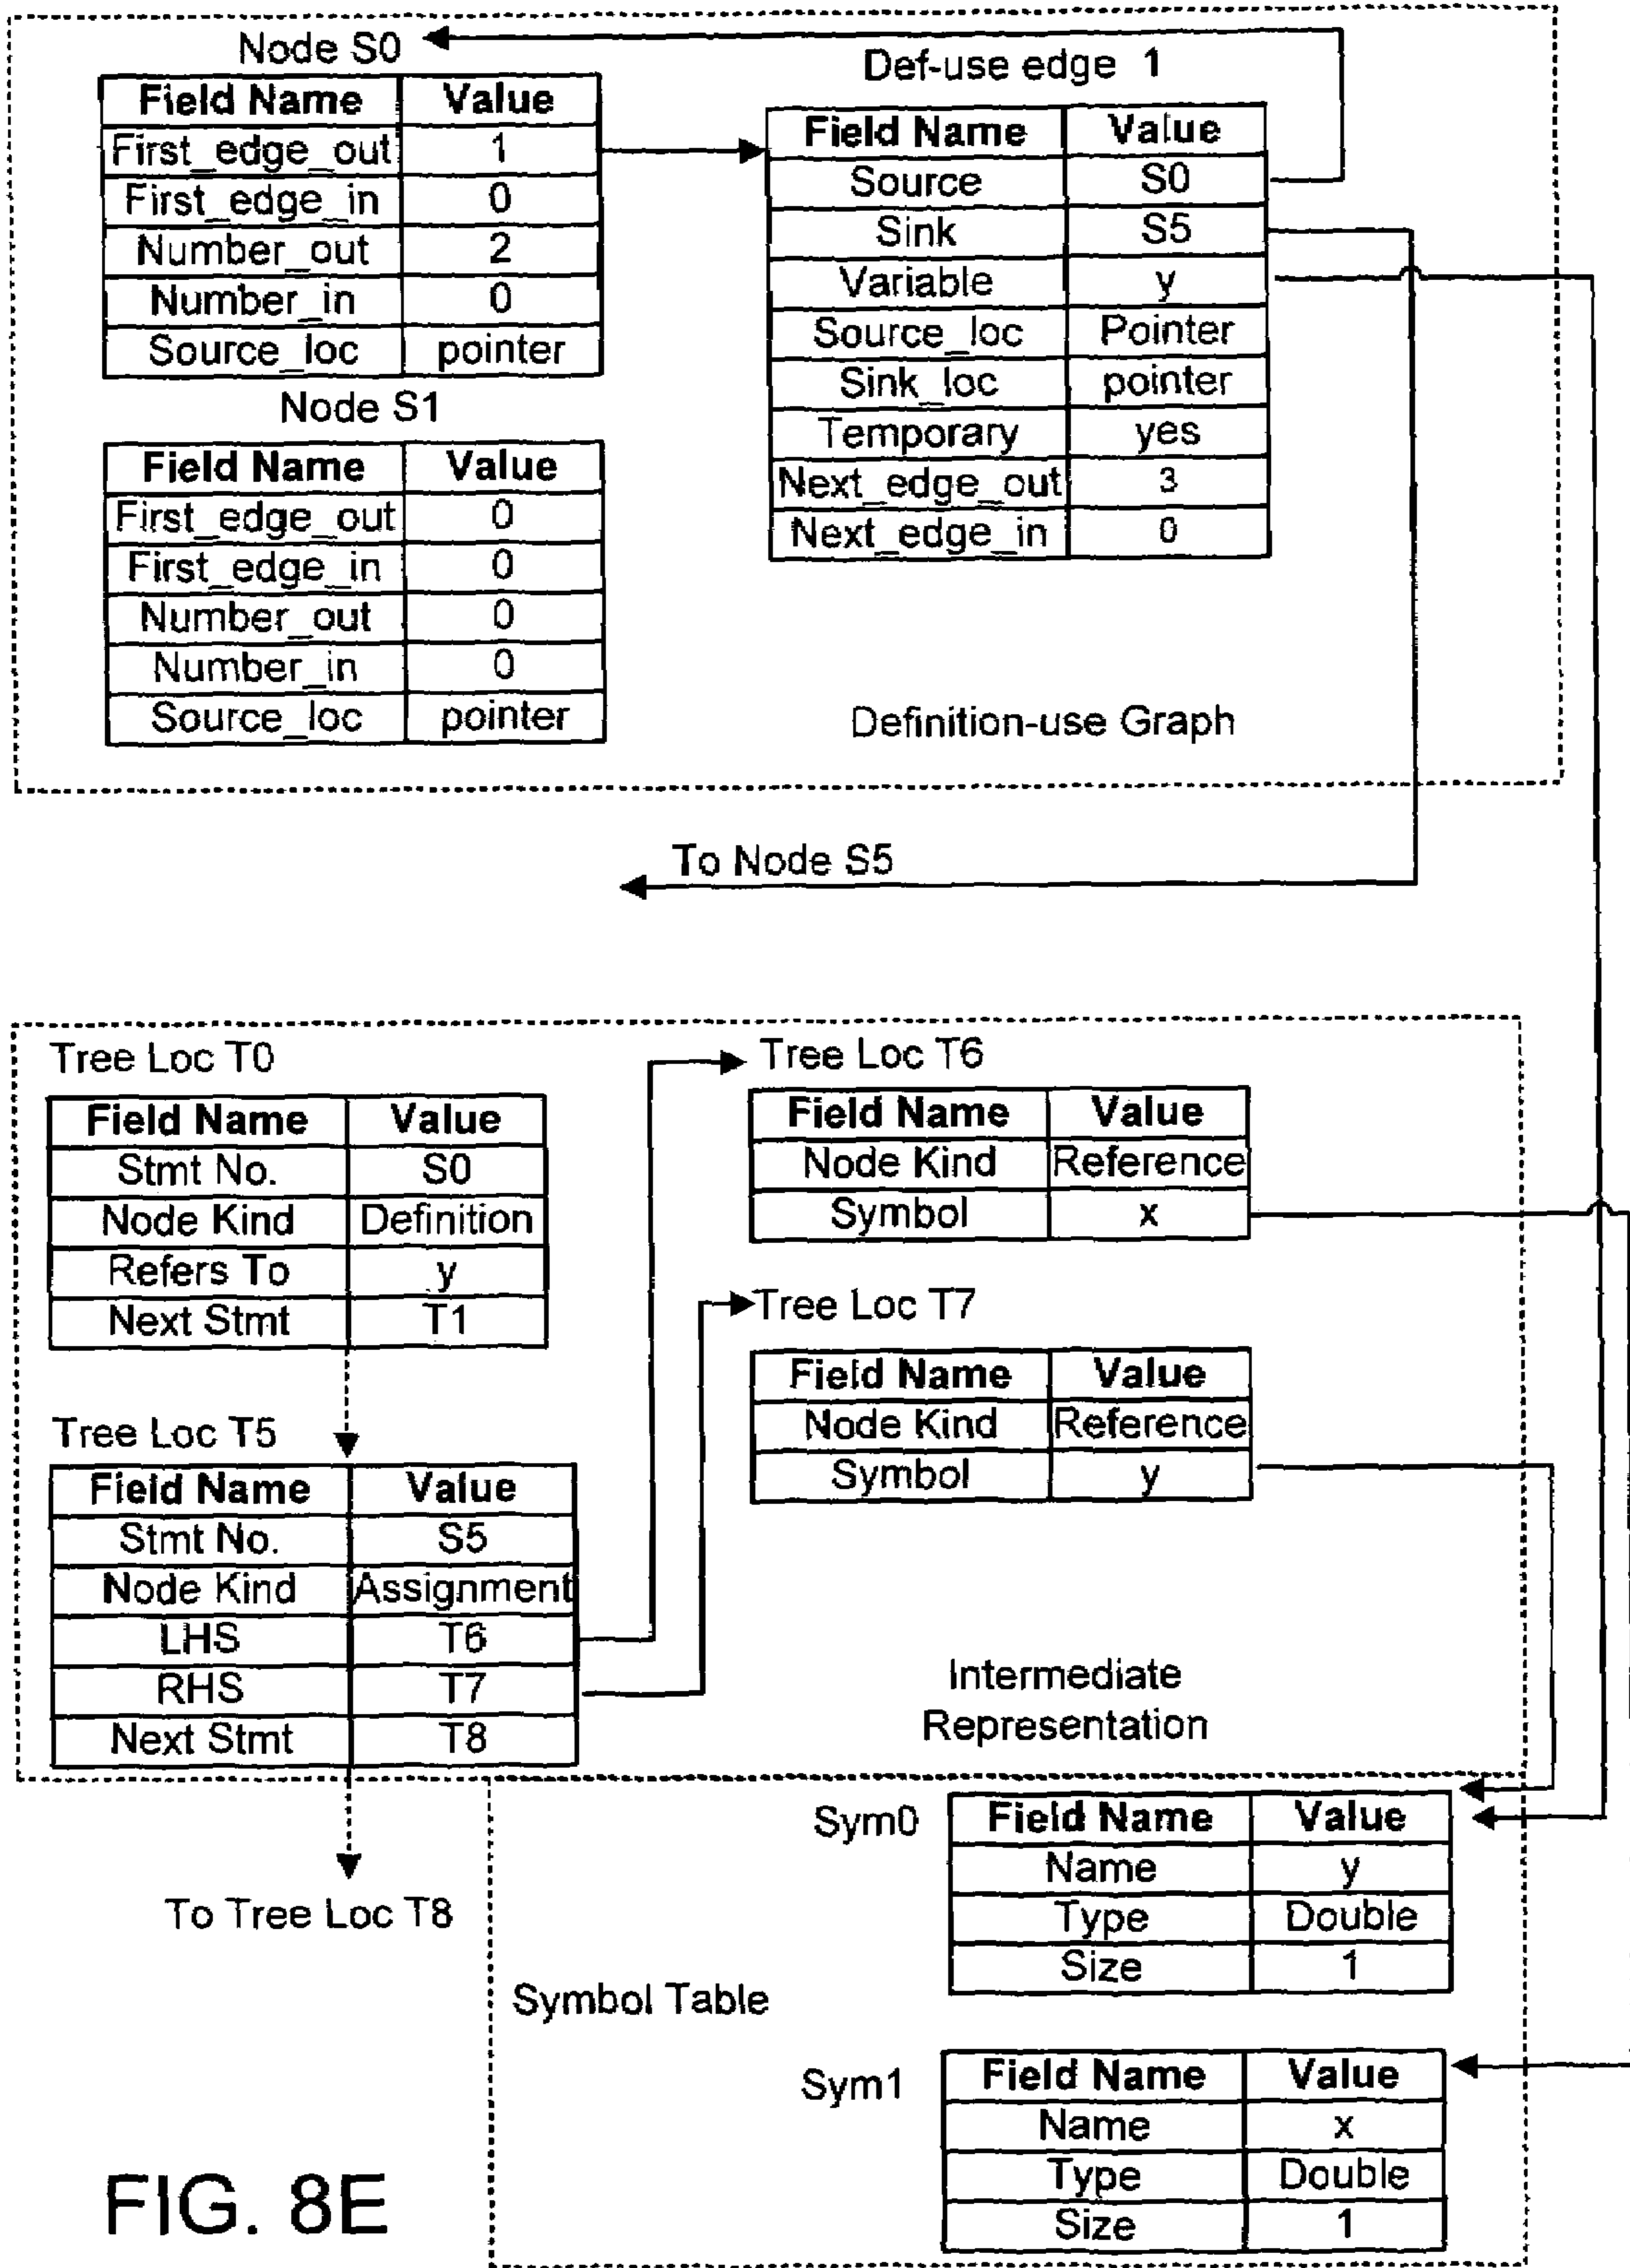 Node S0
Field Name Value
First_edge_out 1
First_edge_in 0
Number_out 2
Number_in 0
Source_loc pointer
Def-use edge 1
Field Name Value
Source S0
Sink S5
Variable y
Source_loc Pointer
Sink_loc pointer
Temporary yes
Next_edge_out 3
Next_edge_in 0
Node S1
Field Name Value
First_edge_out 0
First_edge_in 0
Number_out 0
Number_in 0
Source_loc pointer
Definition-use Graph
To Node S5
Tree Loc T0
Field Name Value
Stmt No. S0
Node Kind Definition
Refers To y
Next Stmt T1
Tree Loc T6
Field Name Value
Node Kind Reference
Symbol x
Tree Loc T7
Field Name Value
Node Kind Reference
Symbol y
Tree Loc T5
Field Name Value
Stmt No. S5
Node Kind Assignment
LHS T6
RHS T7
Next Stmt T8
Intermediate
Representation
To Tree Loc T8
Symbol Table
Sym0
Field Name Value
Name y
Type Double
Size 1
Sym1
Field Name Value
Name x
Type Double
Size 1
FIG. 8E